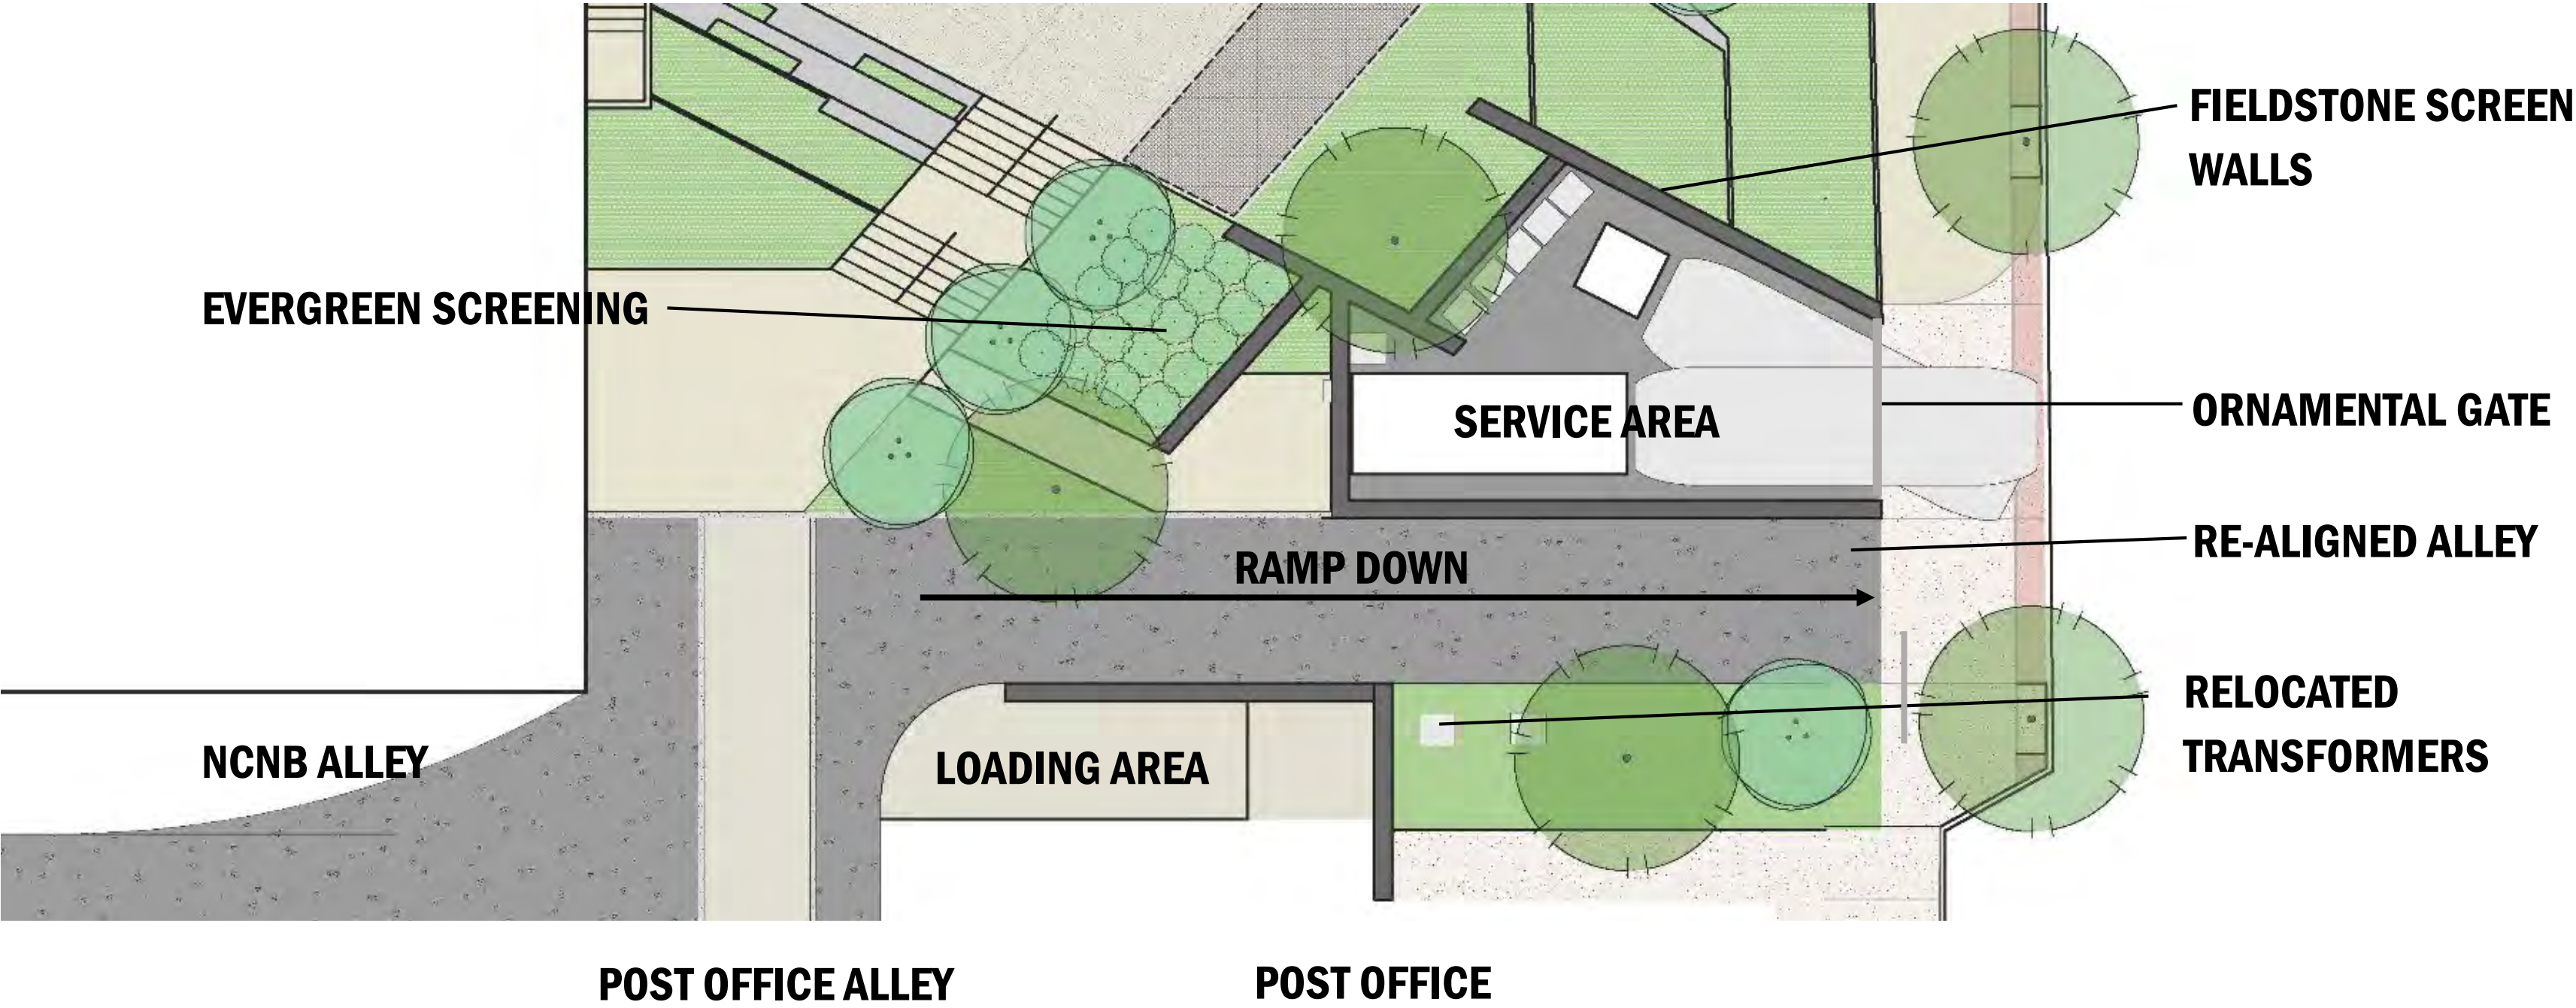 FIELDSTONE SCREEN
WALLS
EVERGREEN SCREENING
SERVICE AREA
ORNAMENTAL GATE
RE-ALIGNED ALLEY
RAMP DOWN
RELOCATED
TRANSFORMERS
NCNB ALLEY
LOADING AREA
POST OFFICE ALLEY
POST OFFICE